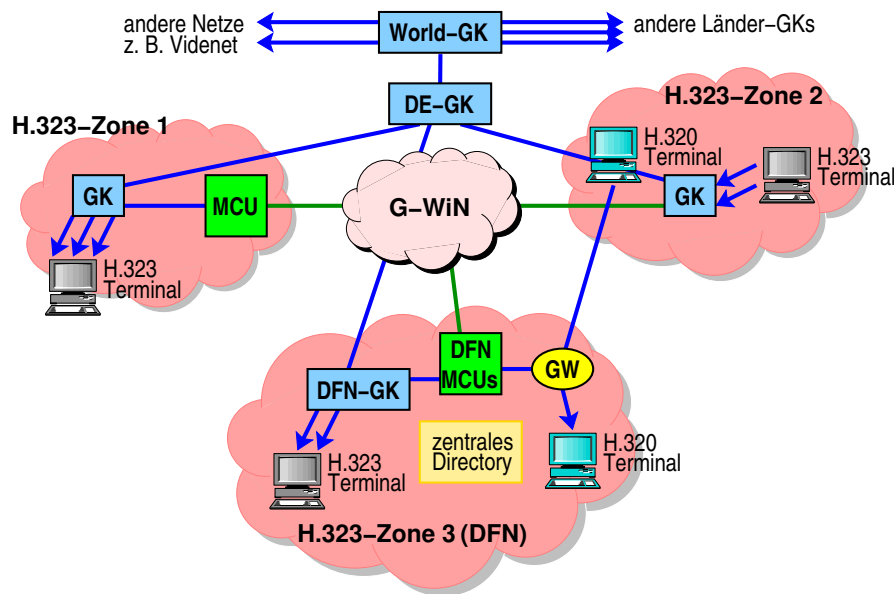 andere Netze
z. B. Videnet
World–GK
andere Länder–GKs
DE–GK
H.323–Zone 1
H.323–Zone 2
H.320
Terminal
H.323
Terminal
GK
MCU
G–WiN
GK
H.323
Terminal
DFN
MCUs
GW
DFN–GK
zentrales
Directory
H.323
Terminal
H.320
Terminal
H.323–Zone 3 (DFN)